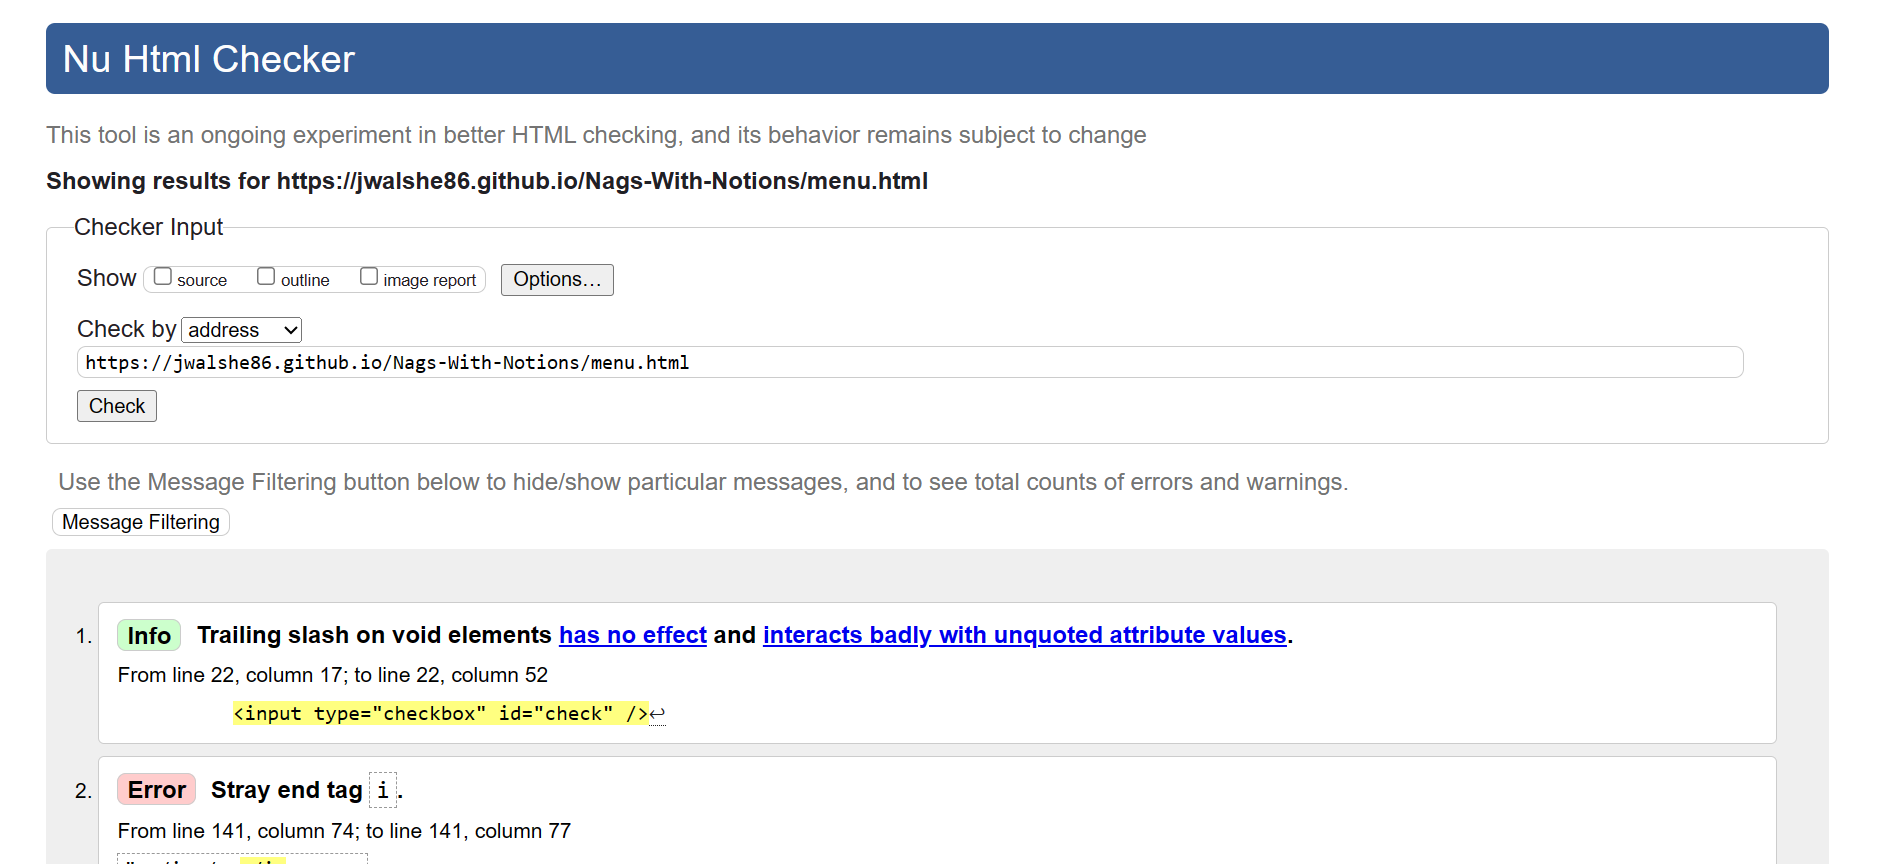 Nu Html Checker
This tool is an ongoing experiment in better HTML checking, and its behavior remains subject to change
Showing results for https://jwalshe86.github.io/Nags-With-Notions/menu.html
Checker Input
Show source outline image report Options...
Check by address
https://jwalshe86.github.io/Nags-With-Notions/menu.html
Check
Use the Message Filtering button below to hide/show particular messages, and to see total counts of errors and warnings.
Message Filtering
1. Info Trailing slash on void elements has no effect and interacts badly with unquoted attribute values.
From line 22, column 17; to line 22, column 52
<input type="checkbox" id="check" />↩
2. Error Stray end tag i.
From line 141, column 74; to line 141, column 77